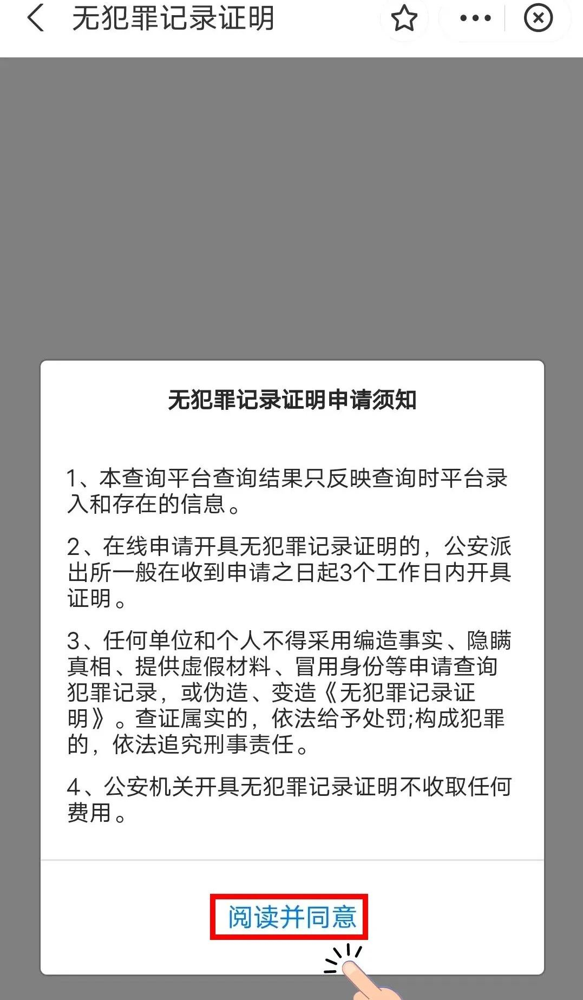 无犯罪记录证明
无犯罪记录证明申请须知
1、本查询平台查询结果只反映查询时平台录
入和存在的信息。
2、在线申请开具无犯罪记录证明的，公安派
出所一般在收到申请之日起3个工作日内开具
证明。
3、任何单位和个人不得采用编造事实、隐瞒
真相、提供虚假材料、冒用身份等申请查询
犯罪记录，或伪造、变造《无犯罪记录证
明》。查证属实的，依法给予处罚;构成犯罪
的，依法追究刑事责任。
4、公安机关开具无犯罪记录证明不收取任何
费用。
阅读并同意